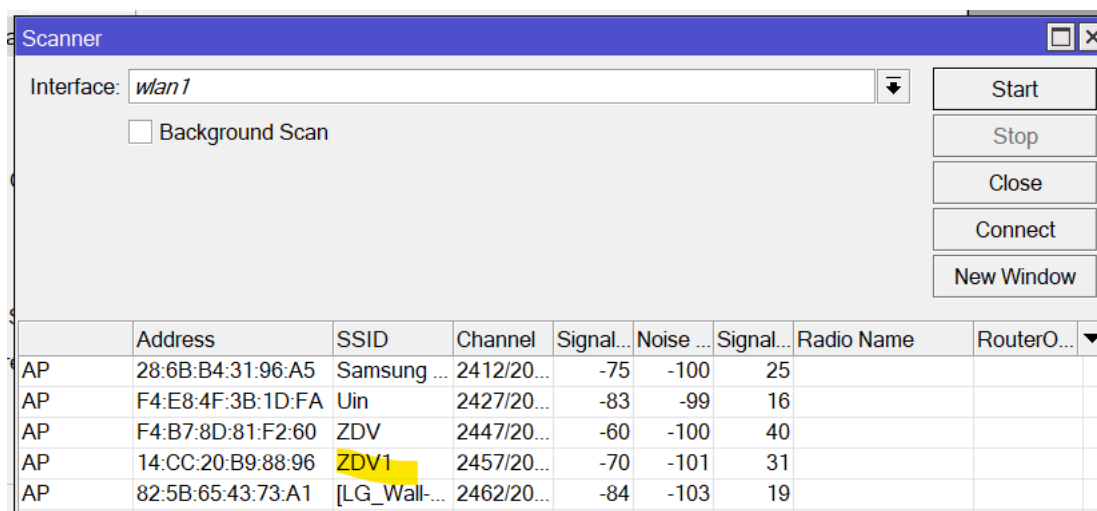 Scanner
Interface: wlan1
Start
Background Scan
Stop
Close
Connect
New Window
Address SSID Channel Signal... Noise ... Signal... Radio Name RouterO...
AP 28:6B:B4:31:96:A5 Samsung ... 2412/20... -75 -100 25
AP F4:E8:4F:3B:1D:FA Uin 2427/20... -83 -99 16
AP F4:B7:8D:81:F2:60 ZDV 2447/20... -60 -100 40
AP 14:CC:20:B9:88:96 ZDV1 2457/20... -70 -101 31
AP 82:5B:65:43:73:A1 [LG_Wall-... 2462/20... -84 -103 19